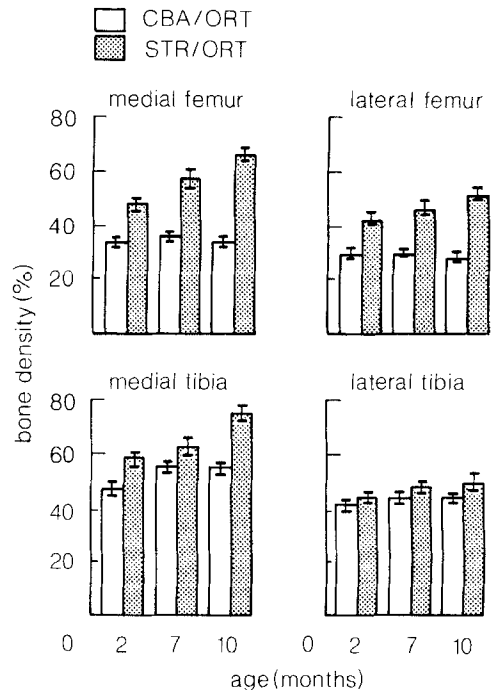 CBA/ORT
STR/ORT
medial femur
lateral femur
80
60
40
20
bone density (%)
medial tibia
lateral tibia
80
60
40
20
0 2 7 10
0 2 7 10
age (months)